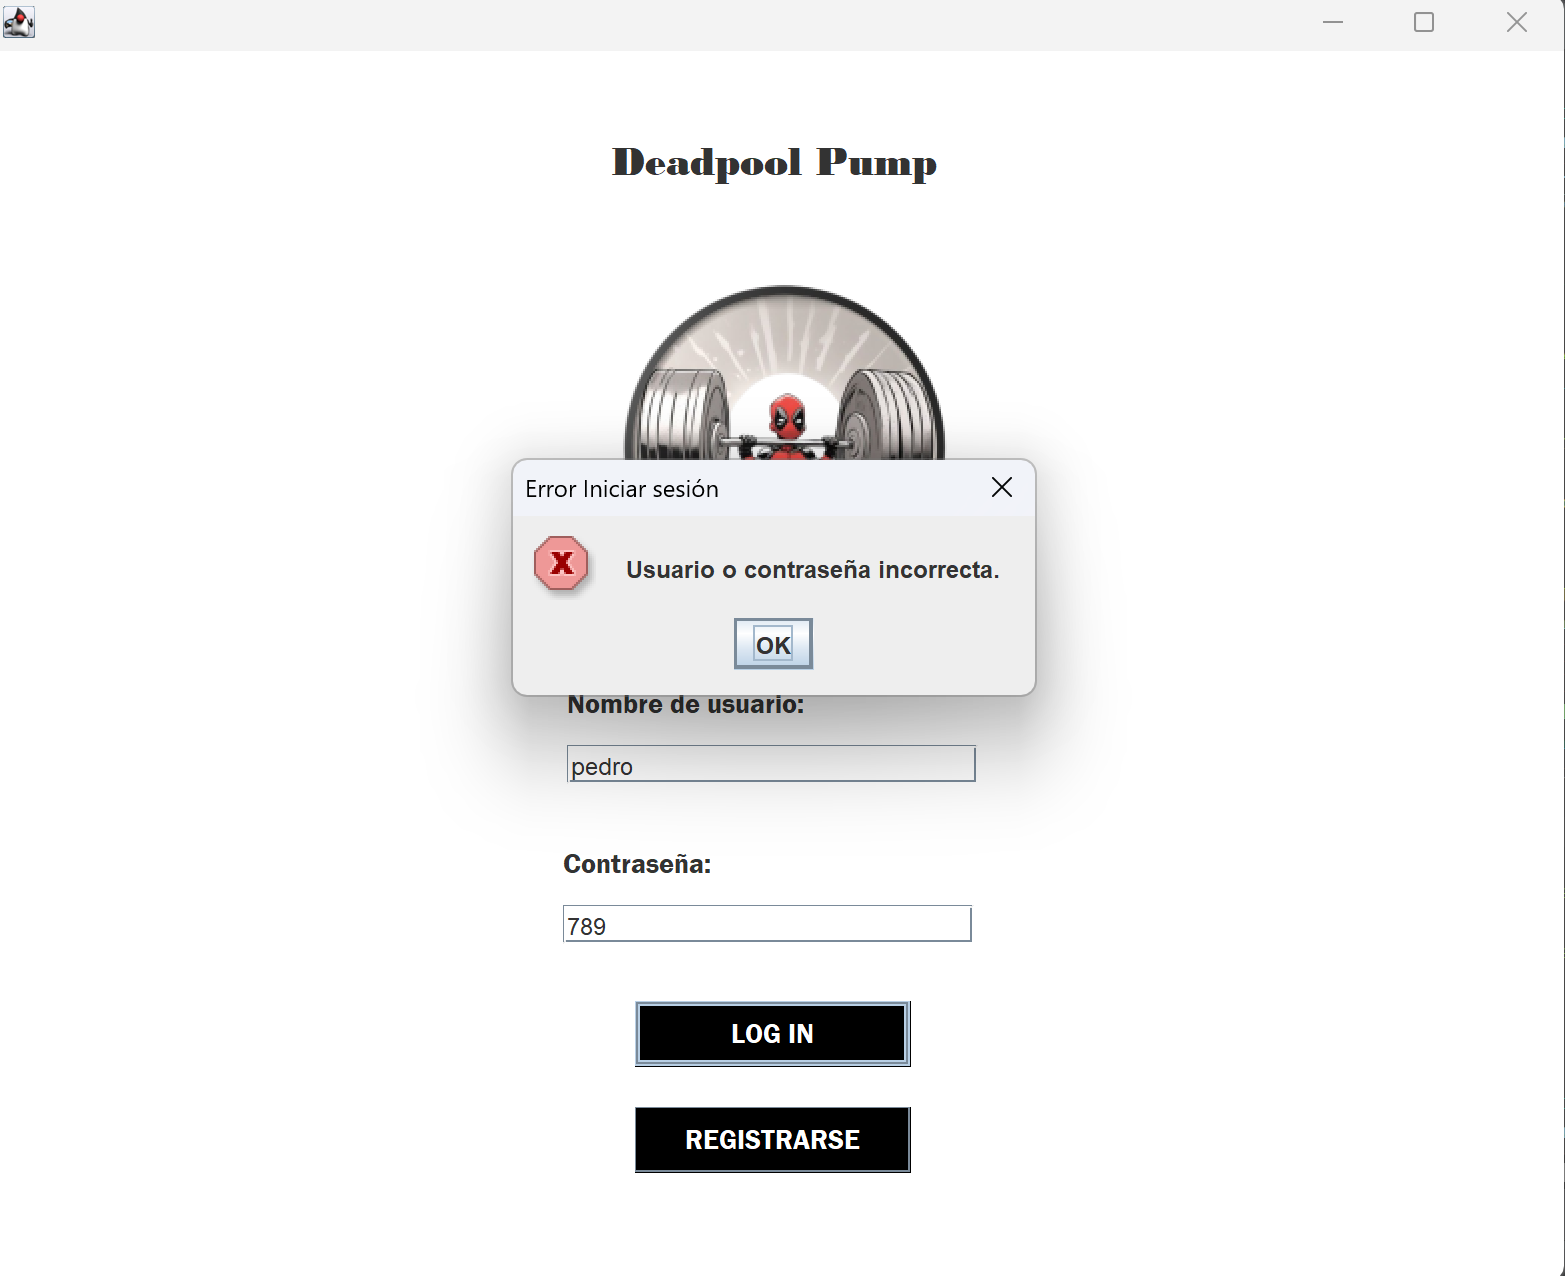 Deadpool Pump
Error Iniciar sesión
X
Usuario o contraseña incorrecta.
OK
Nombre de usuario:
pedro
Contraseña:
789
LOG IN
REGISTRARSE